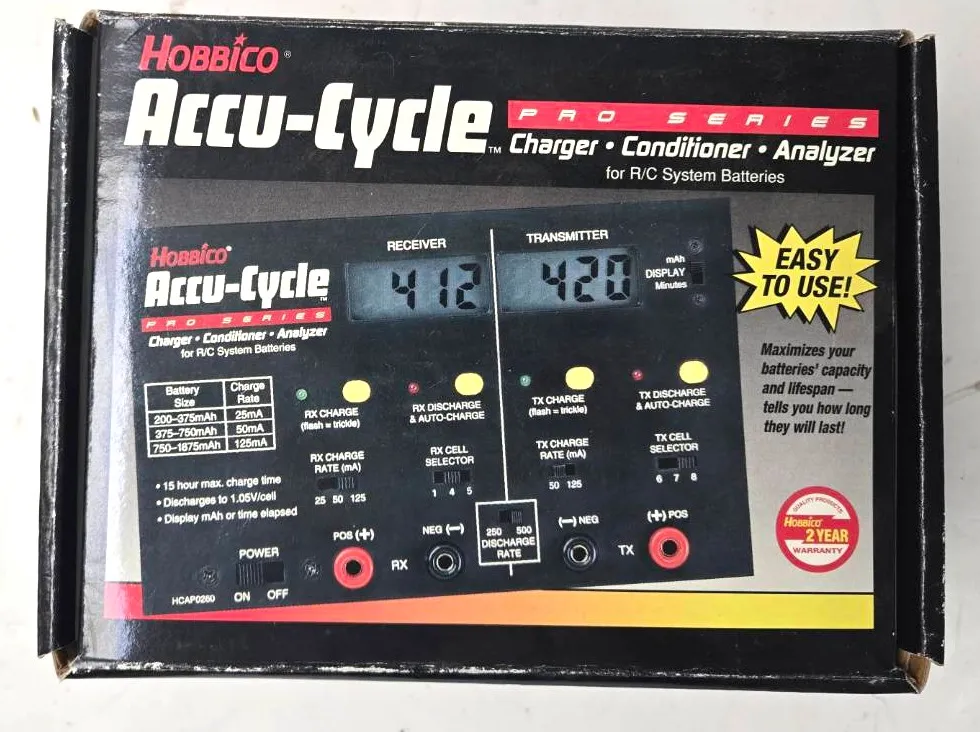 HOBBICO®
ACCU-CYCLE™
PRO SERIES
Charger • Conditioner • Analyzer
for R/C System Batteries
HOBBICO®
ACCU-CYCLE™
PRO SERIES
Charger • Conditioner • Analyzer
for R/C System Batteries
RECEIVER
412
TRANSMITTER
420
mAh
DISPLAY
Minutes
EASY
TO USE!
Maximizes your
batteries' capacity
and lifespan —
tells you how long
they will last!
Battery Size Charge Rate
200–375mAh 25mA
375–750mAh 50mA
750–1675mAh 125mA
• 15 hour max. charge time
• Discharges to 1.05V/cell
• Display mAh or time elapsed
RX CHARGE
(flash = trickle)
RX DISCHARGE
& AUTO-CHARGE
TX CHARGE
(flash = trickle)
TX DISCHARGE
& AUTO-CHARGE
RX CHARGE
RATE (mA)
25 50 125
RX CELL
SELECTOR
1 4 5
TX CHARGE
RATE (mA)
50 125
TX CELL
SELECTOR
6 7 8
250 500
DISCHARGE
RATE
POWER
ON OFF
HCAP0260
POS (+)
RX
NEG (–)
(–) NEG
TX
(+) POS
QUALITY PRODUCTS
HOBBICO®
2 YEAR
WARRANTY